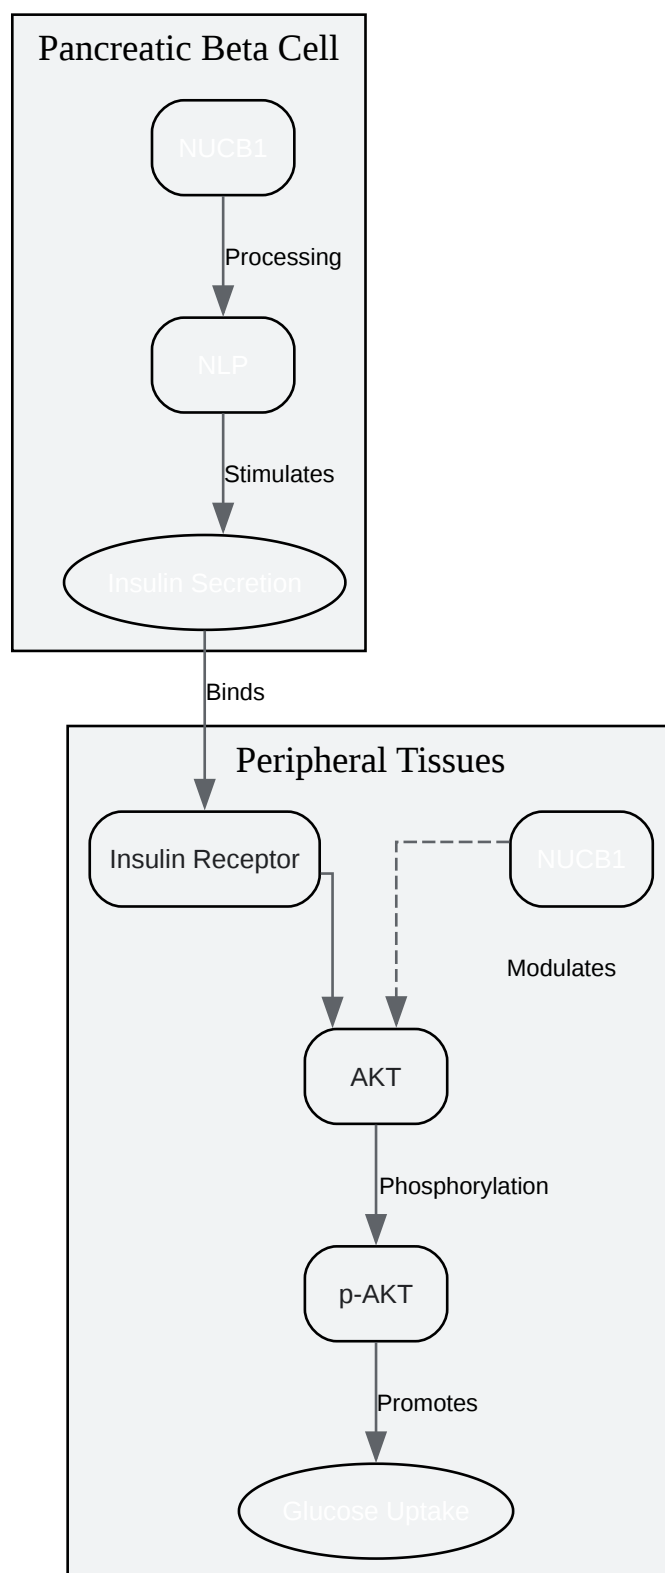 Pancreatic Beta Cell
NUCB1
Processing
NLP
Stimulates
Insulin Secretion
Binds
Peripheral Tissues
Insulin Receptor
NUCB1
Modulates
AKT
Phosphorylation
p-AKT
Promotes
Glucose Uptake